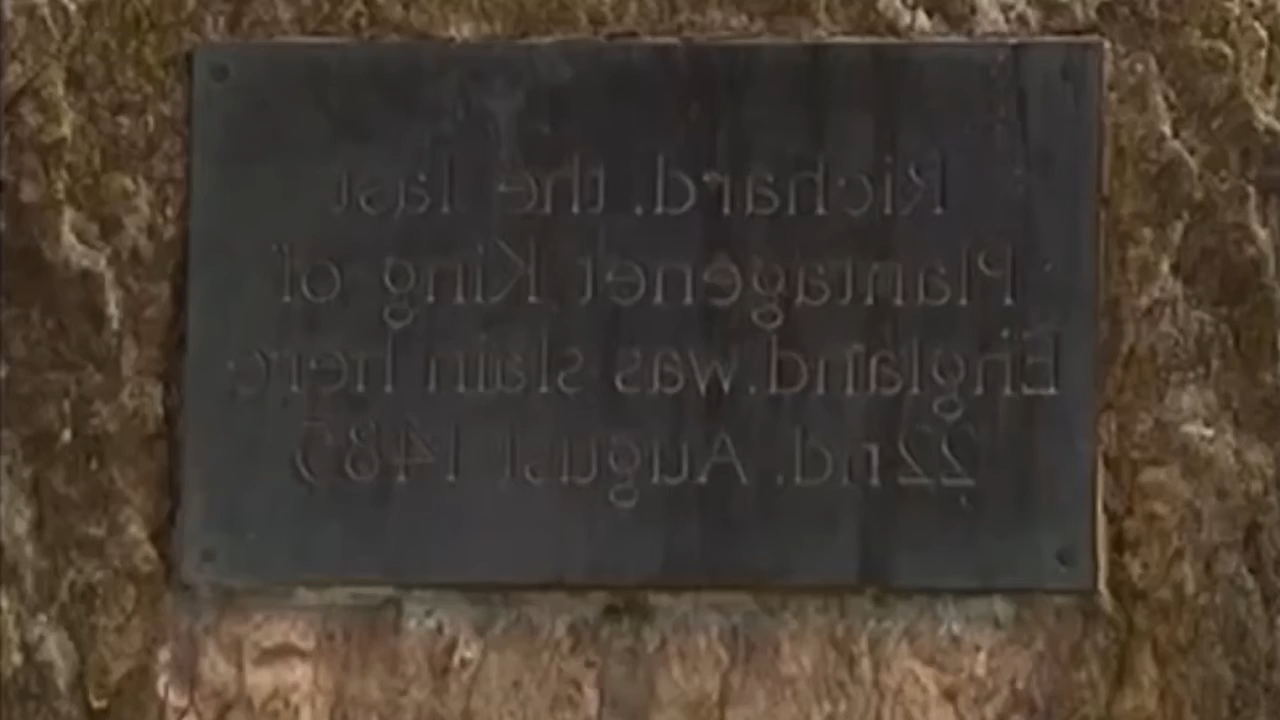 Richard, the last
Plantagenet King of
England, was slain here
22nd. August 1485